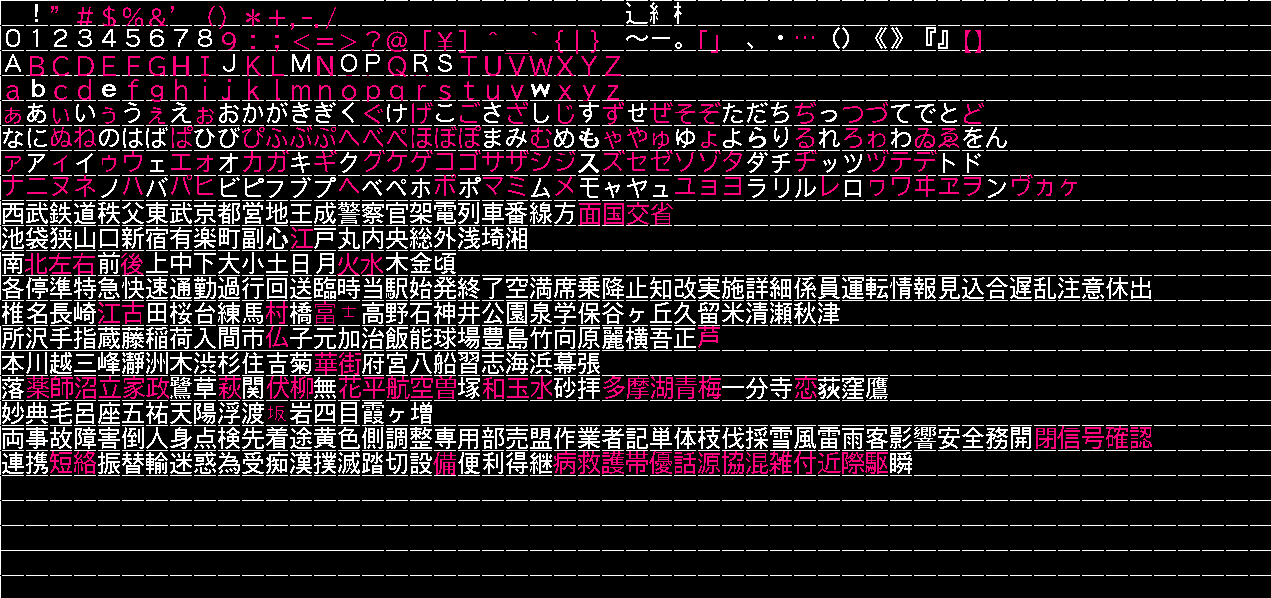 ！”＃＄％＆’（）＊＋，－．／ 辶糹扌
０１２３４５６７８９：；＜＝＞？＠［￥］＾＿｀｛｜｝～ー。「」、・…（）《》『』【】
ＡＢＣＤＥＦＧＨＩＪＫＬＭＮＯＰＱＲＳＴＵＶＷＸＹＺ
ａｂｃｄｅｆｇｈｉｊｋｌｍｎｏｐｑｒｓｔｕｖｗｘｙｚ
ぁあぃいぅうぇえぉおかがきぎくぐけげこごさざしじすずせぜそぞただちぢっつづてでとど
なにぬねのはばぱひびぴふぶぷへべぺほぼぽまみむめもゃやゅゆょよらりるれろゎわゐゑをん
ァアィイゥウェエォオカガキギクグケゲコゴサザシジスズセゼソゾタダチヂッツヅテデトド
ナニヌネノハバパヒビピフブプヘベペホボポマミムメモャヤュユョヨラリルレロヮワヰヱヲンヴヵヶ
西武鉄道秩父東武京都営地王成警察官架電列車番線方面国交省
池袋狭山口新宿有楽町副心江戸丸内央総外浅埼湘
南北左右前後上中下大小土日月火水木金頃
各停準特急快速通勤過行回送臨時当駅始発終了空満席乗降止知改実施詳細係員運転情報見込合遅乱注意休出
椎名長崎江古田桜台練馬村橋富士高野石神井公園泉学保谷ヶ丘久留米清瀬秋津
所沢手指蔵藤稲荷入間市仏子元加治飯能球場豊島竹向原麗横吾正芦
本川越三峰瀞洲木渋杉住吉菊華街府宮八船習志海浜幕張
落薬師沼立家政鷺草萩関伏柳無花平航空曽塚和玉水砂拝多摩湖青梅一分寺恋荻窪鷹
妙典毛呂座五祐天陽浮渡坂岩四目霞ヶ増
両事故障害倒人身点検先着途黄色側調整専用部売盟作業者記単体枝伐採雪風雷雨客影響安全務開閉信号確認
連携短絡振替輸迷惑為受痴漢撲滅踏切設備便利得継病救護帯優話源協混雑付近際駆瞬